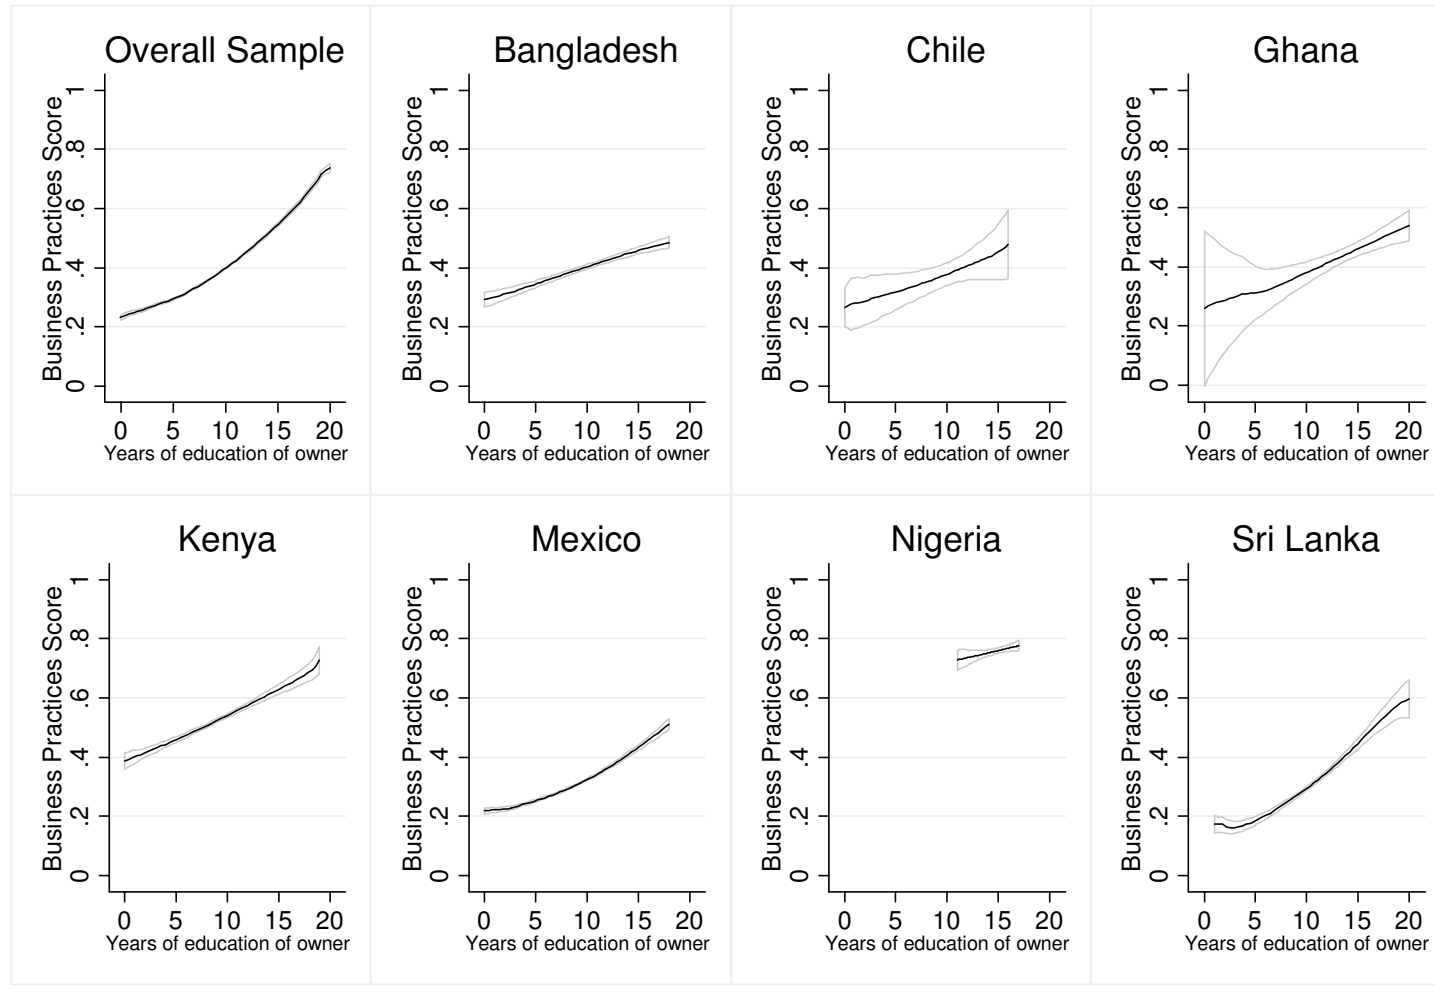 Overall Sample
Business Practices Score
0 .2 .4 .6 .8 1
0 5 10 15 20
Years of education of owner
Bangladesh
Business Practices Score
0 .2 .4 .6 .8 1
0 5 10 15 20
Years of education of owner
Chile
Business Practices Score
0 .2 .4 .6 .8 1
0 5 10 15 20
Years of education of owner
Ghana
Business Practices Score
0 .2 .4 .6 .8 1
0 5 10 15 20
Years of education of owner
Kenya
Business Practices Score
0 .2 .4 .6 .8 1
0 5 10 15 20
Years of education of owner
Mexico
Business Practices Score
0 .2 .4 .6 .8 1
0 5 10 15 20
Years of education of owner
Nigeria
Business Practices Score
0 .2 .4 .6 .8 1
0 5 10 15 20
Years of education of owner
Sri Lanka
Business Practices Score
0 .2 .4 .6 .8 1
0 5 10 15 20
Years of education of owner